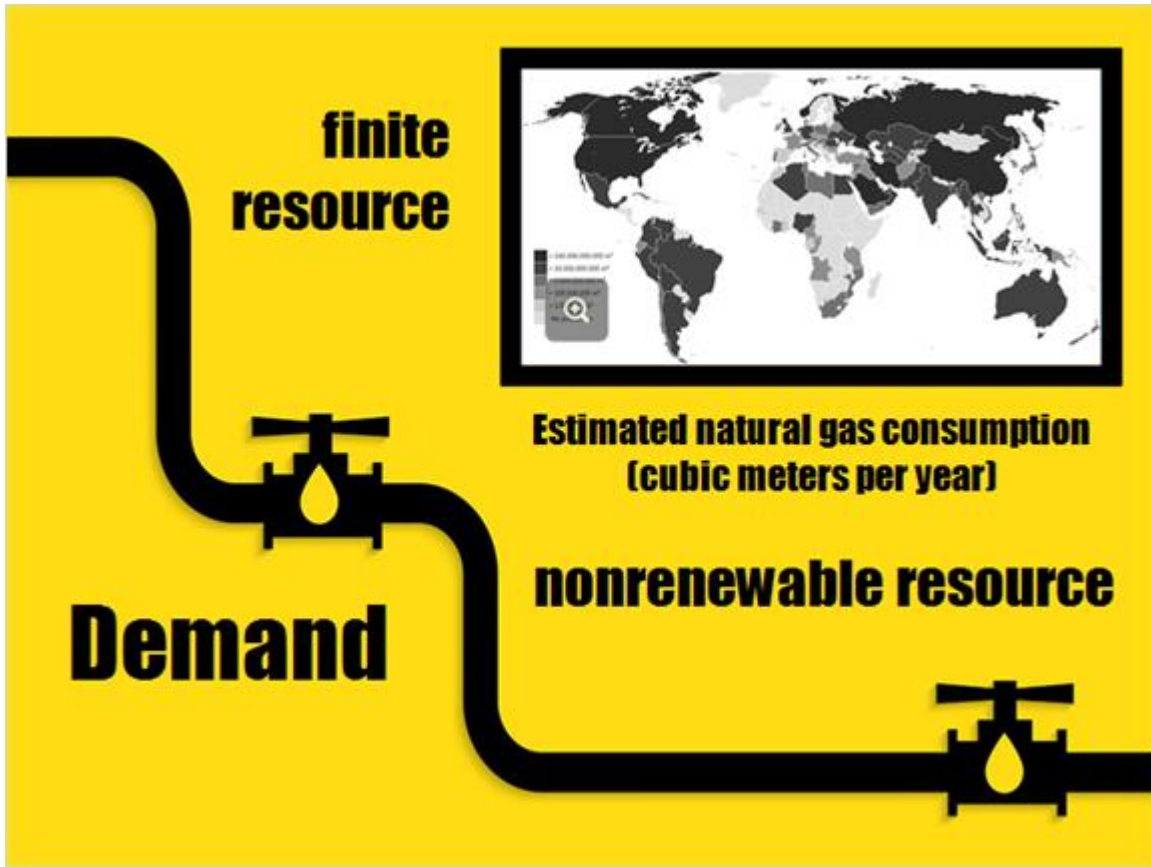 finite
resource
Estimated natural gas consumption
(cubic meters per year)
nonrenewable resource
Demand